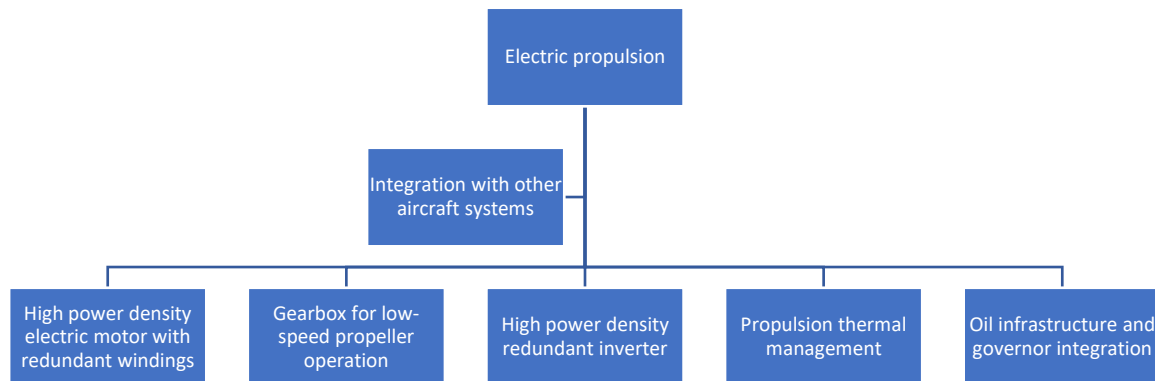 Electric propulsion
Integration with other
aircraft systems
High power density
electric motor with
redundant windings
Gearbox for low-
speed propeller
operation
High power density
redundant inverter
Propulsion thermal
management
Oil infrastructure and
governor integration